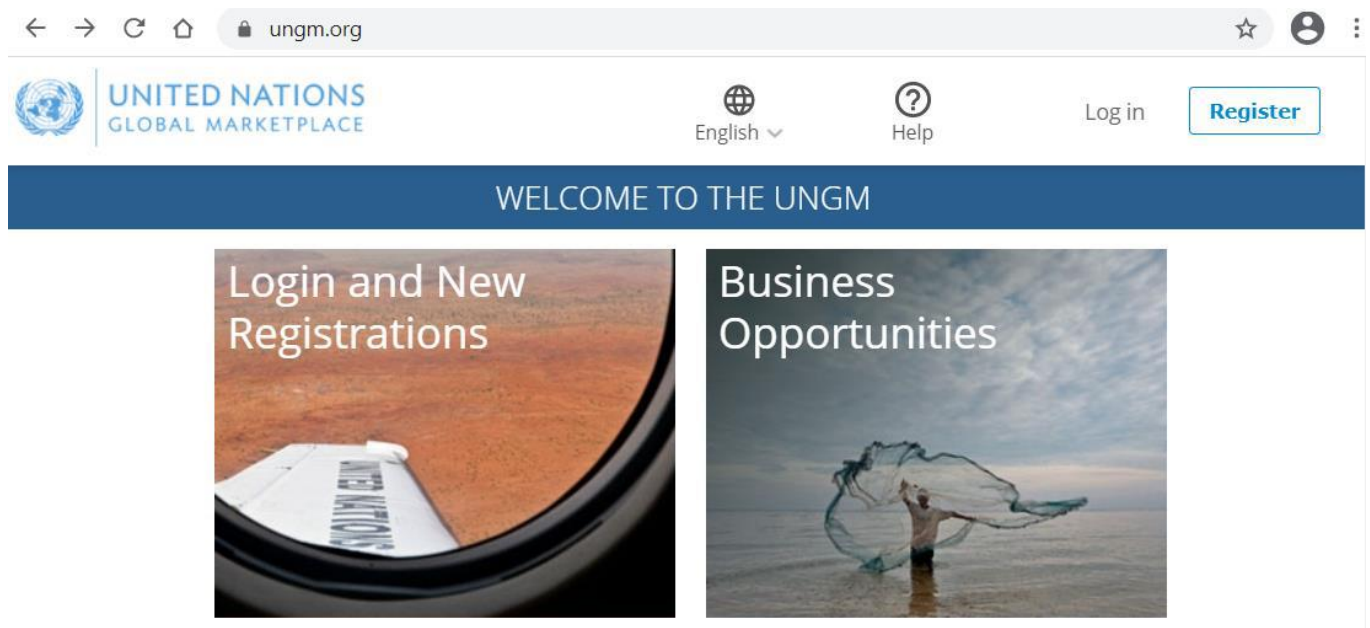 ungm.org
UNITED NATIONS
GLOBAL MARKETPLACE
English
Help
Log in
Register
WELCOME TO THE UNGM
Login and New
Registrations
UNITED NATIONS
Business
Opportunities